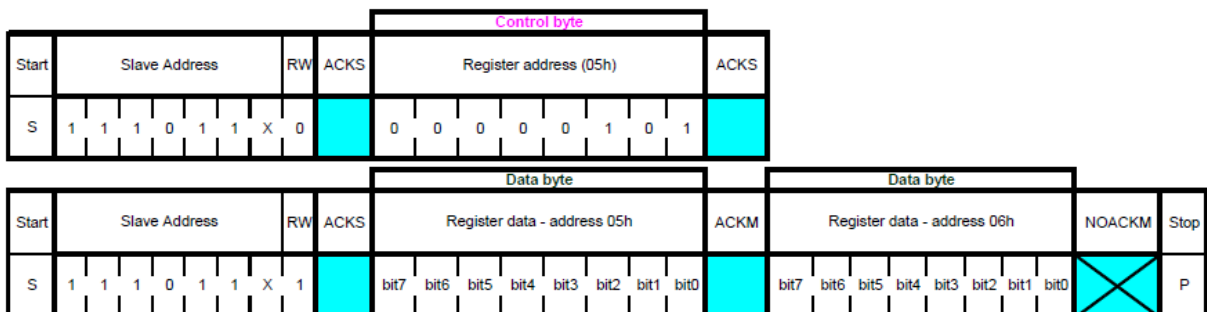 Control byte
Start Slave Address RW ACKS Register address (05h) ACKS
S 1 1 1 0 1 1 X 0 0 0 0 0 0 1 0 1
Data byte Data byte
Start Slave Address RW ACKS Register data - address 05h ACKM Register data - address 06h NOACKM Stop
S 1 1 1 0 1 1 X 1 bit7 bit6 bit5 bit4 bit3 bit2 bit1 bit0 bit7 bit6 bit5 bit4 bit3 bit2 bit1 bit0 P